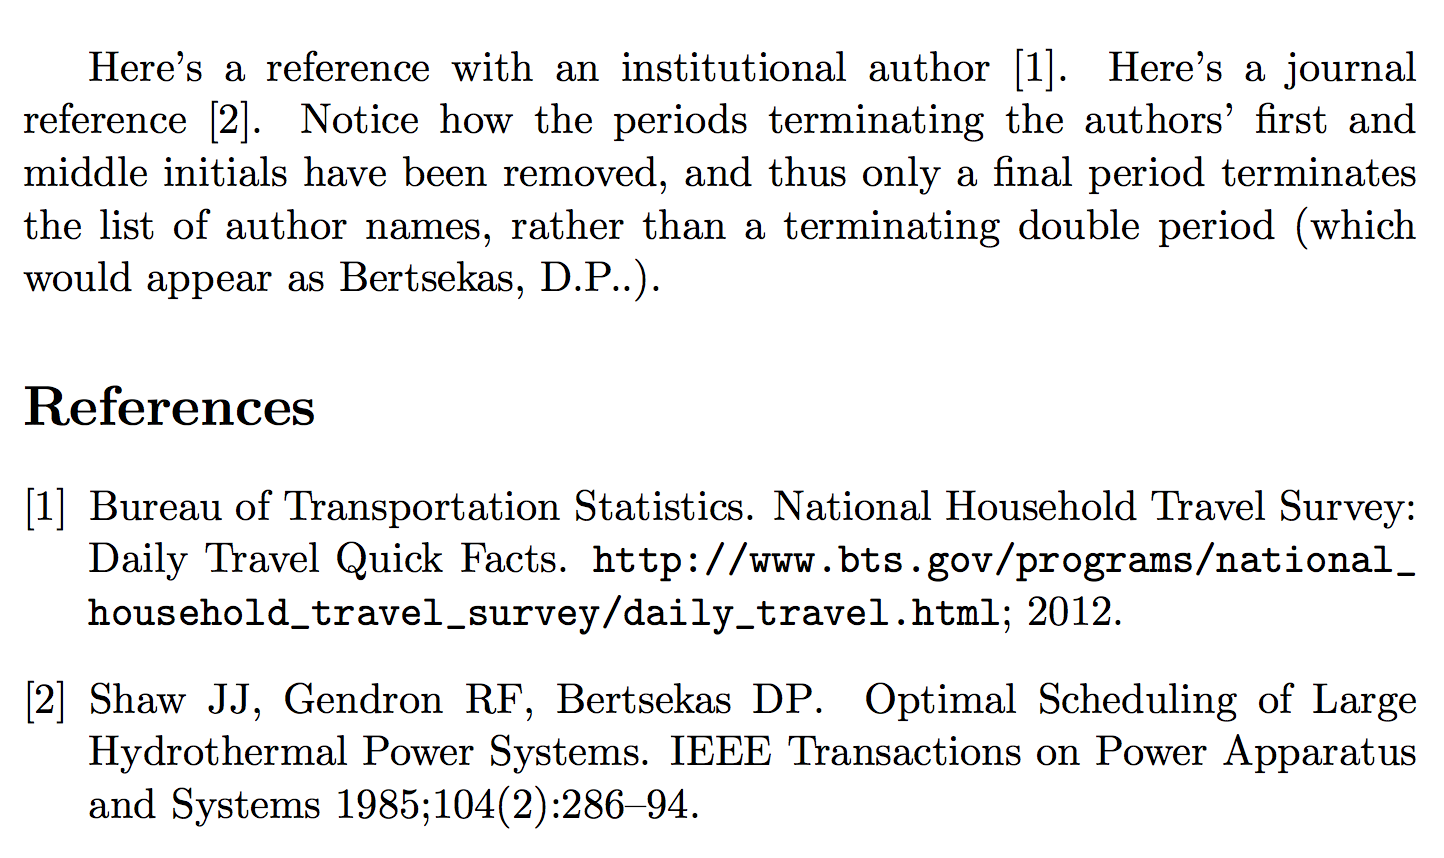 Here’s a reference with an institutional author [1]. Here’s a journal
reference [2]. Notice how the periods terminating the authors’ first and
middle initials have been removed, and thus only a final period terminates
the list of author names, rather than a terminating double period (which
would appear as Bertsekas, D.P..).
References
[1] Bureau of Transportation Statistics. National Household Travel Survey:
Daily Travel Quick Facts. http://www.bts.gov/programs/national_
household_travel_survey/daily_travel.html; 2012.
[2] Shaw JJ, Gendron RF, Bertsekas DP. Optimal Scheduling of Large
Hydrothermal Power Systems. IEEE Transactions on Power Apparatus
and Systems 1985;104(2):286–94.